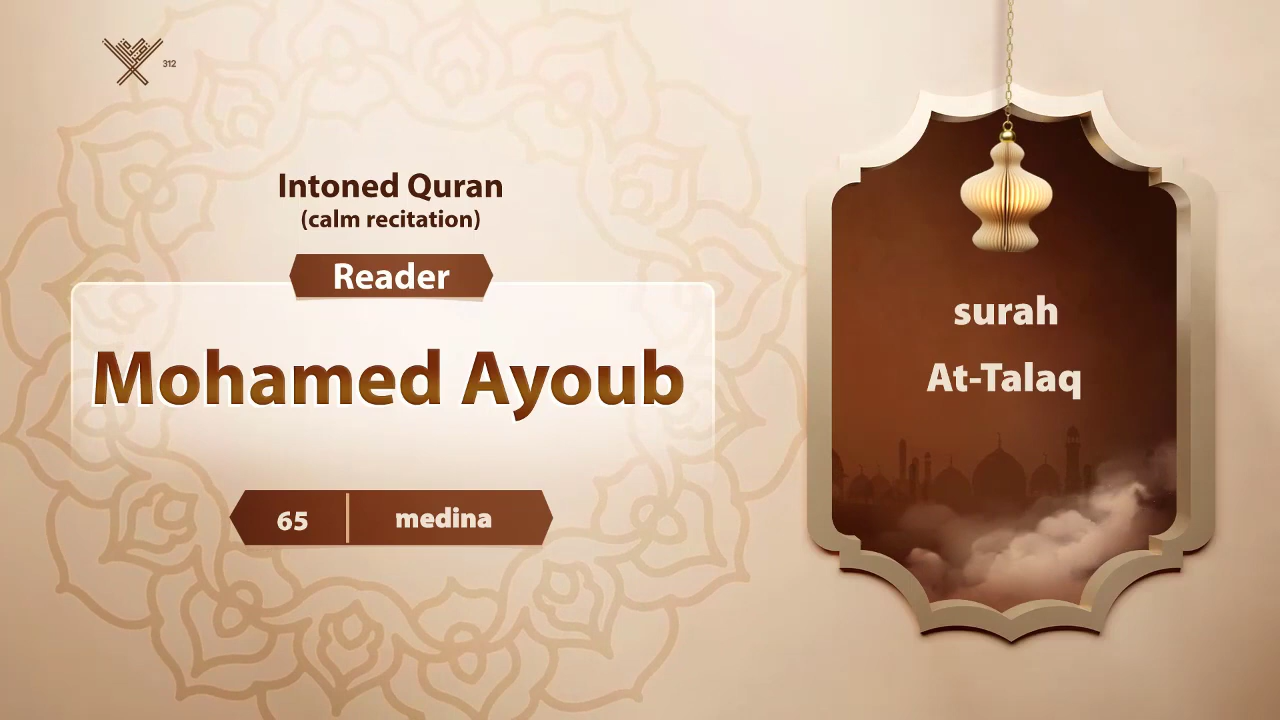 312
Intoned Quran
(calm recitation)
Reader
Mohamed Ayoub
65
medina
surah
At-Talaq